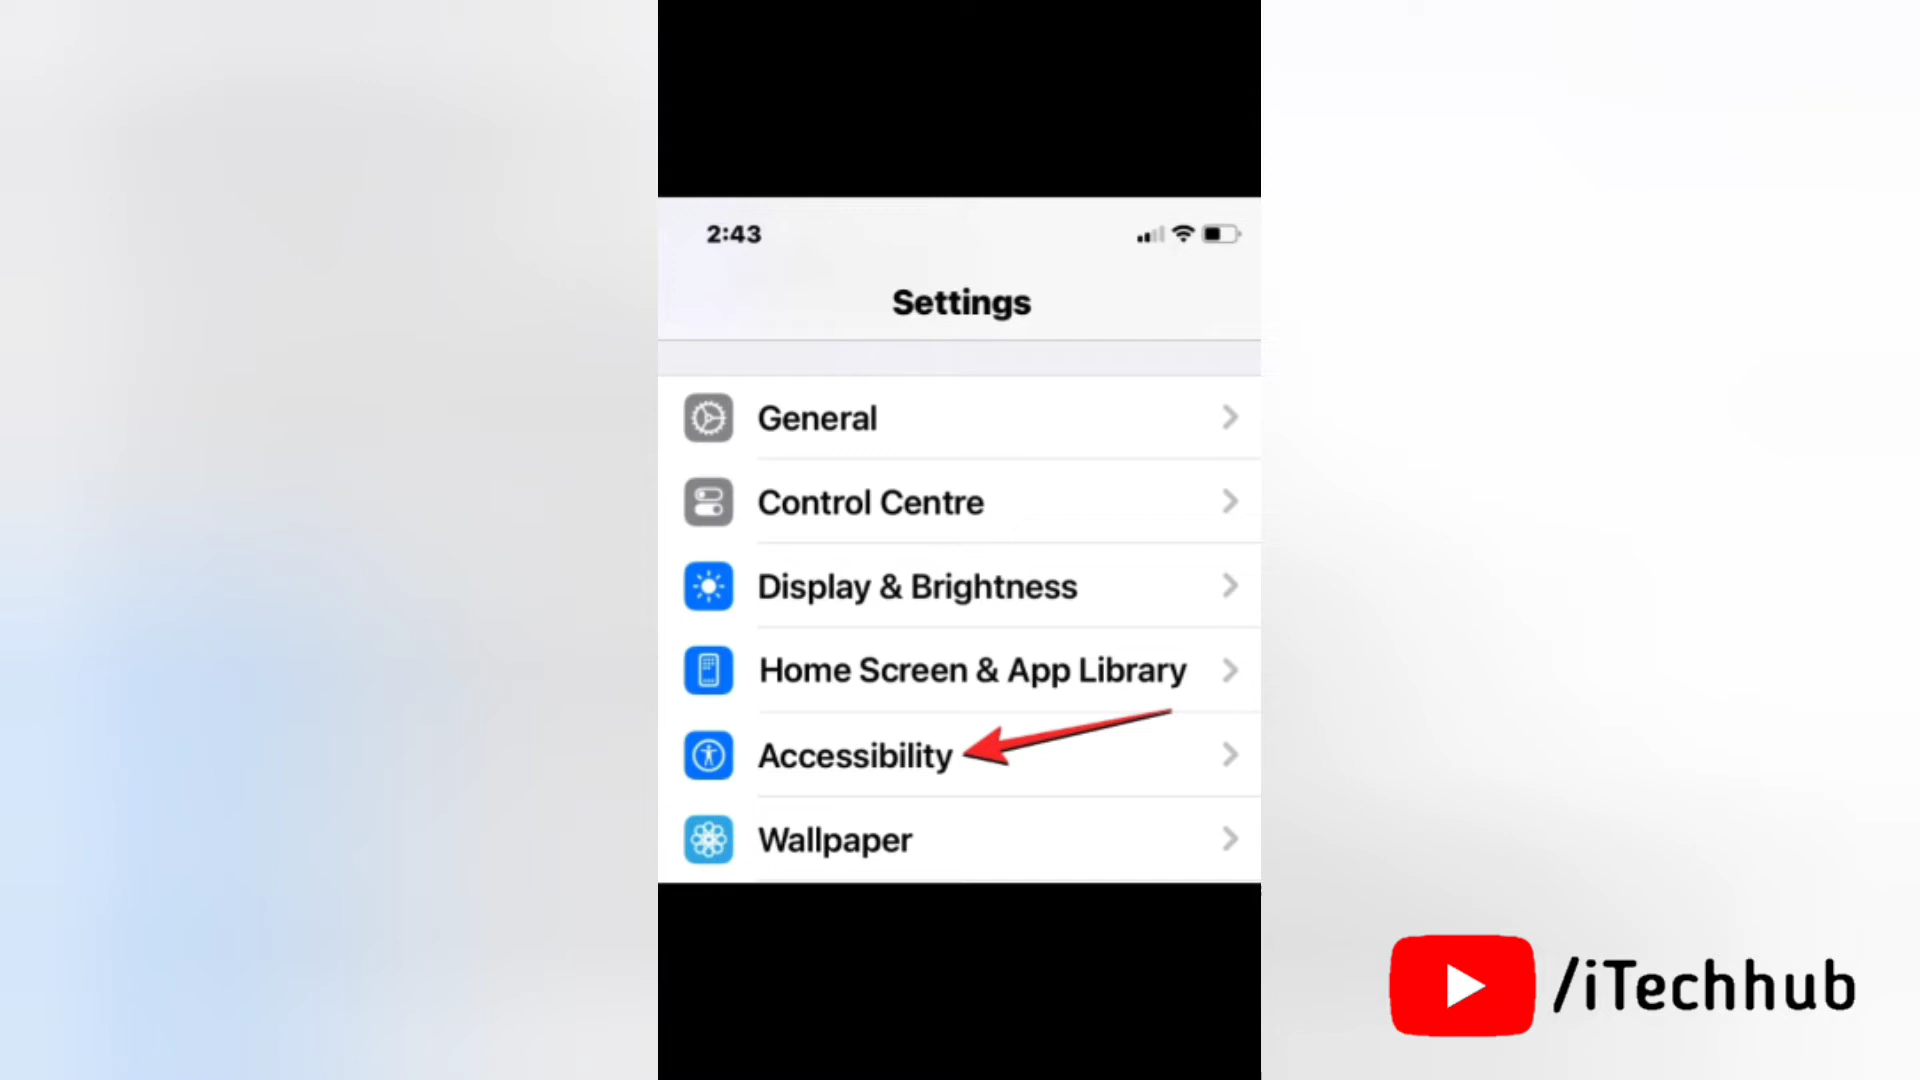 2:43
Settings
General
Control Centre
Display & Brightness
Home Screen & App Library
Accessibility
Wallpaper
/iTechhub